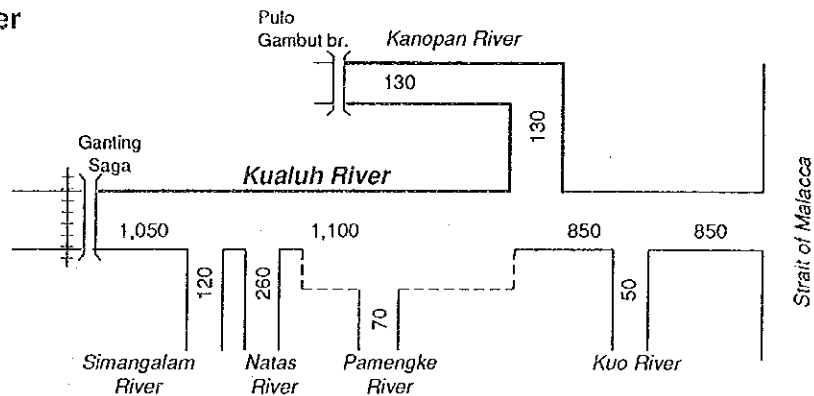 er
Pulo
Gambut br.
Kanopan River
130
130
Ganting
Saga
Kualuh River
1,050
1,100
850
850
Strait of Malacca
120
260
70
50
Simangalam
River
Natas
River
Pamengke
River
Kuo River